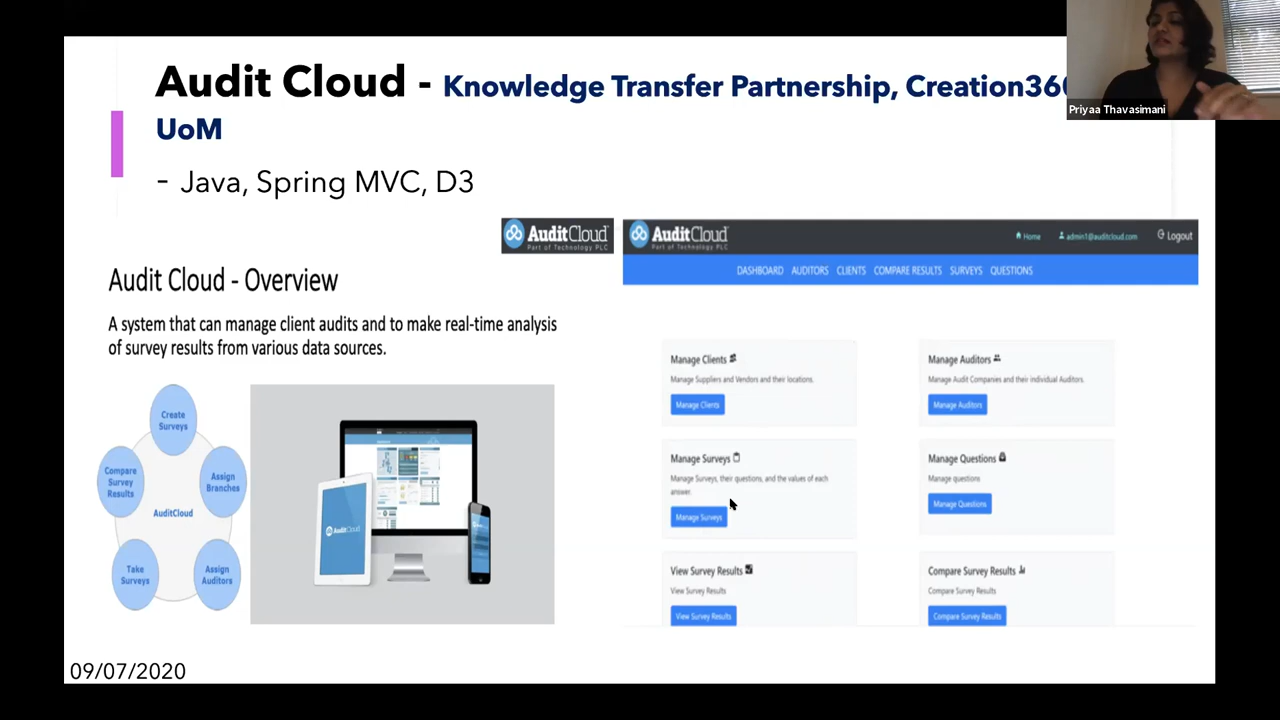 Audit Cloud - Knowledge Transfer Partnership, Creation360
UoM
Priyaa Thavasimani
- Java, Spring MVC, D3
AuditCloud
Part of Technology PLC
Audit Cloud - Overview
A system that can manage client audits and to make real-time analysis
of survey results from various data sources.
Create
Surveys
Compare
Survey
Results
Assign
Branches
AuditCloud
Take
Surveys
Assign
Auditors
AuditCloud
AuditCloud
Part of Technology PLC
Home
admin1@auditcloud.com
Logout
DASHBOARD AUDITORS CLIENTS COMPARE RESULTS SURVEYS QUESTIONS
Manage Clients
Manage Suppliers and Vendors and their locations.
Manage Clients
Manage Auditors
Manage Audit Companies and their individual Auditors.
Manage Auditors
Manage Surveys
Manage Surveys, their questions, and the values of each
answer.
Manage Surveys
Manage Questions
Manage questions
Manage Questions
View Survey Results
View Survey Results
View Survey Results
Compare Survey Results
Compare Survey Results
Compare Survey Results
09/07/2020